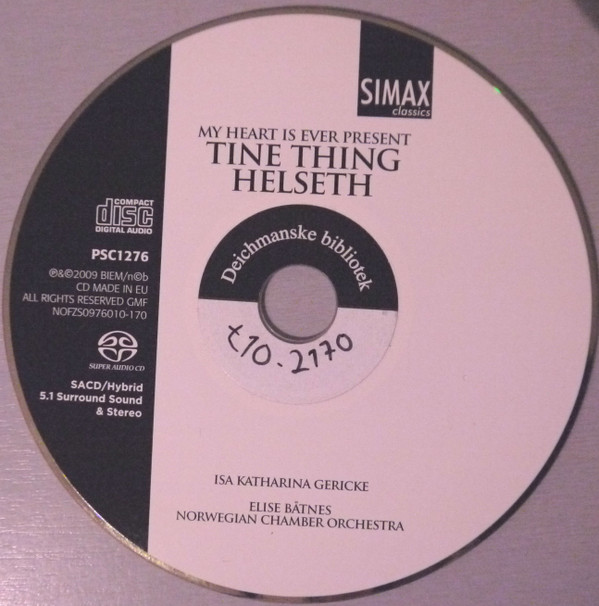 SIMAX
classics
MY HEART IS EVER PRESENT
TINE THING
HELSETH
COMPACT
disc
DIGITAL AUDIO
PSC1276
℗&©2009 BIEM/n©b
CD MADE IN EU
ALL RIGHTS RESERVED GMF
NOFZS0976010-170
SUPER AUDIO CD
SACD/Hybrid
5.1 Surround Sound
& Stereo
Deichmanske bibliotek
t10-2170
ISA KATHARINA GERICKE
ELISE BÅTNES
NORWEGIAN CHAMBER ORCHESTRA